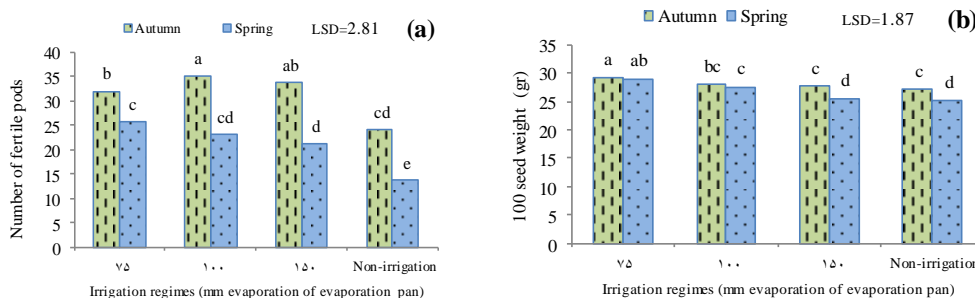 Autumn Spring LSD=2.81 (a)
Number of fertile pods
40
35
30
25
20
15
10
5
0
b c a cd ab d cd e
۷۵ ۱۰۰ ۱۵۰ Non-irrigation
Irrigation regimes (mm evaporation of evaporation pan)
Autumn Spring LSD=1.87 (b)
100 seed weight (gr)
35
30
25
20
15
10
5
0
a ab bc c c d c d
۷۵ ۱۰۰ ۱۵۰ Non-irrigation
Irrigation regimes (mm evaporation of evaporation pan)